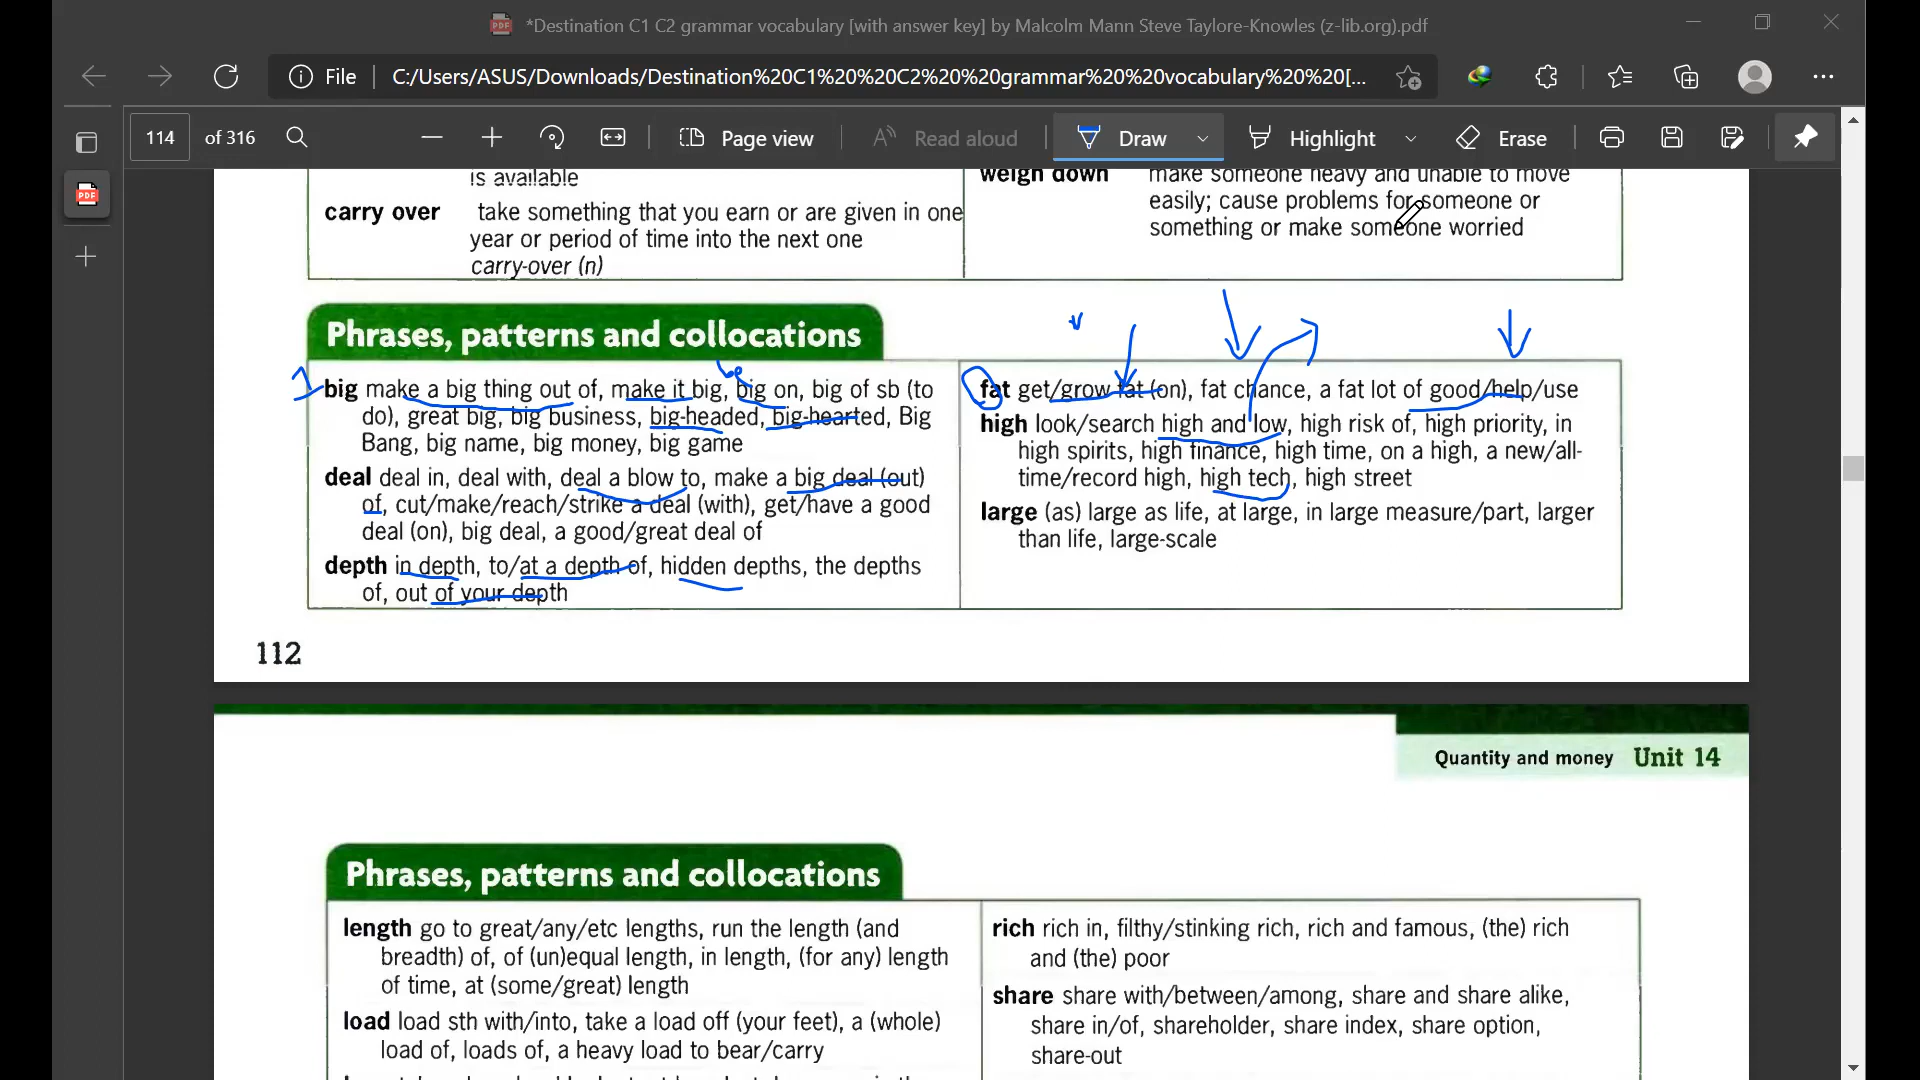 *Destination C1 C2 grammar vocabulary [with answer key] by Malcolm Mann Steve Taylore-Knowles (z-lib.org).pdf
File C:/Users/ASUS/Downloads/Destination%20C1%20%20C2%20%20grammar%20%20vocabulary%20%20[...
114 of 316 Page view Read aloud Draw Highlight Erase
is available
carry over take something that you earn or are given in one
year or period of time into the next one
carry-over (n)
weigh down make someone heavy and unable to move
easily; cause problems for someone or
something or make someone worried
Phrases, patterns and collocations
be
big make a big thing out of, make it big, big on, big of sb (to
do), great big, big business, big-headed, big-hearted, Big
Bang, big name, big money, big game
deal deal in, deal with, deal a blow to, make a big deal (out)
of, cut/make/reach/strike a deal (with), get/have a good
deal (on), big deal, a good/great deal of
depth in depth, to/at a depth of, hidden depths, the depths
of, out of your depth
fat get/grow fat (on), fat chance, a fat lot of good/help/use
high look/search high and low, high risk of, high priority, in
high spirits, high finance, high time, on a high, a new/all-
time/record high, high tech, high street
large (as) large as life, at large, in large measure/part, larger
than life, large-scale
112
Quantity and money Unit 14
Phrases, patterns and collocations
length go to great/any/etc lengths, run the length (and
breadth) of, of (un)equal length, in length, (for any) length
of time, at (some/great) length
load load sth with/into, take a load off (your feet), a (whole)
load of, loads of, a heavy load to bear/carry
rich rich in, filthy/stinking rich, rich and famous, (the) rich
and (the) poor
share share with/between/among, share and share alike,
share in/of, shareholder, share index, share option,
share-out